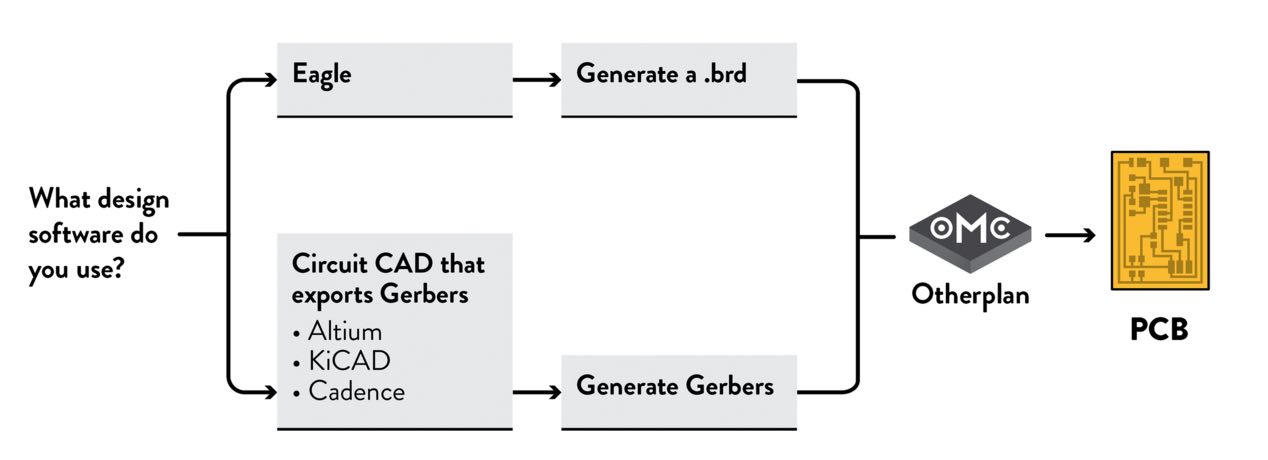 What design
software do
you use?
Eagle
Generate a .brd
Circuit CAD that
exports Gerbers
• Altium
• KiCAD
• Cadence
Generate Gerbers
OMC
Otherplan
PCB